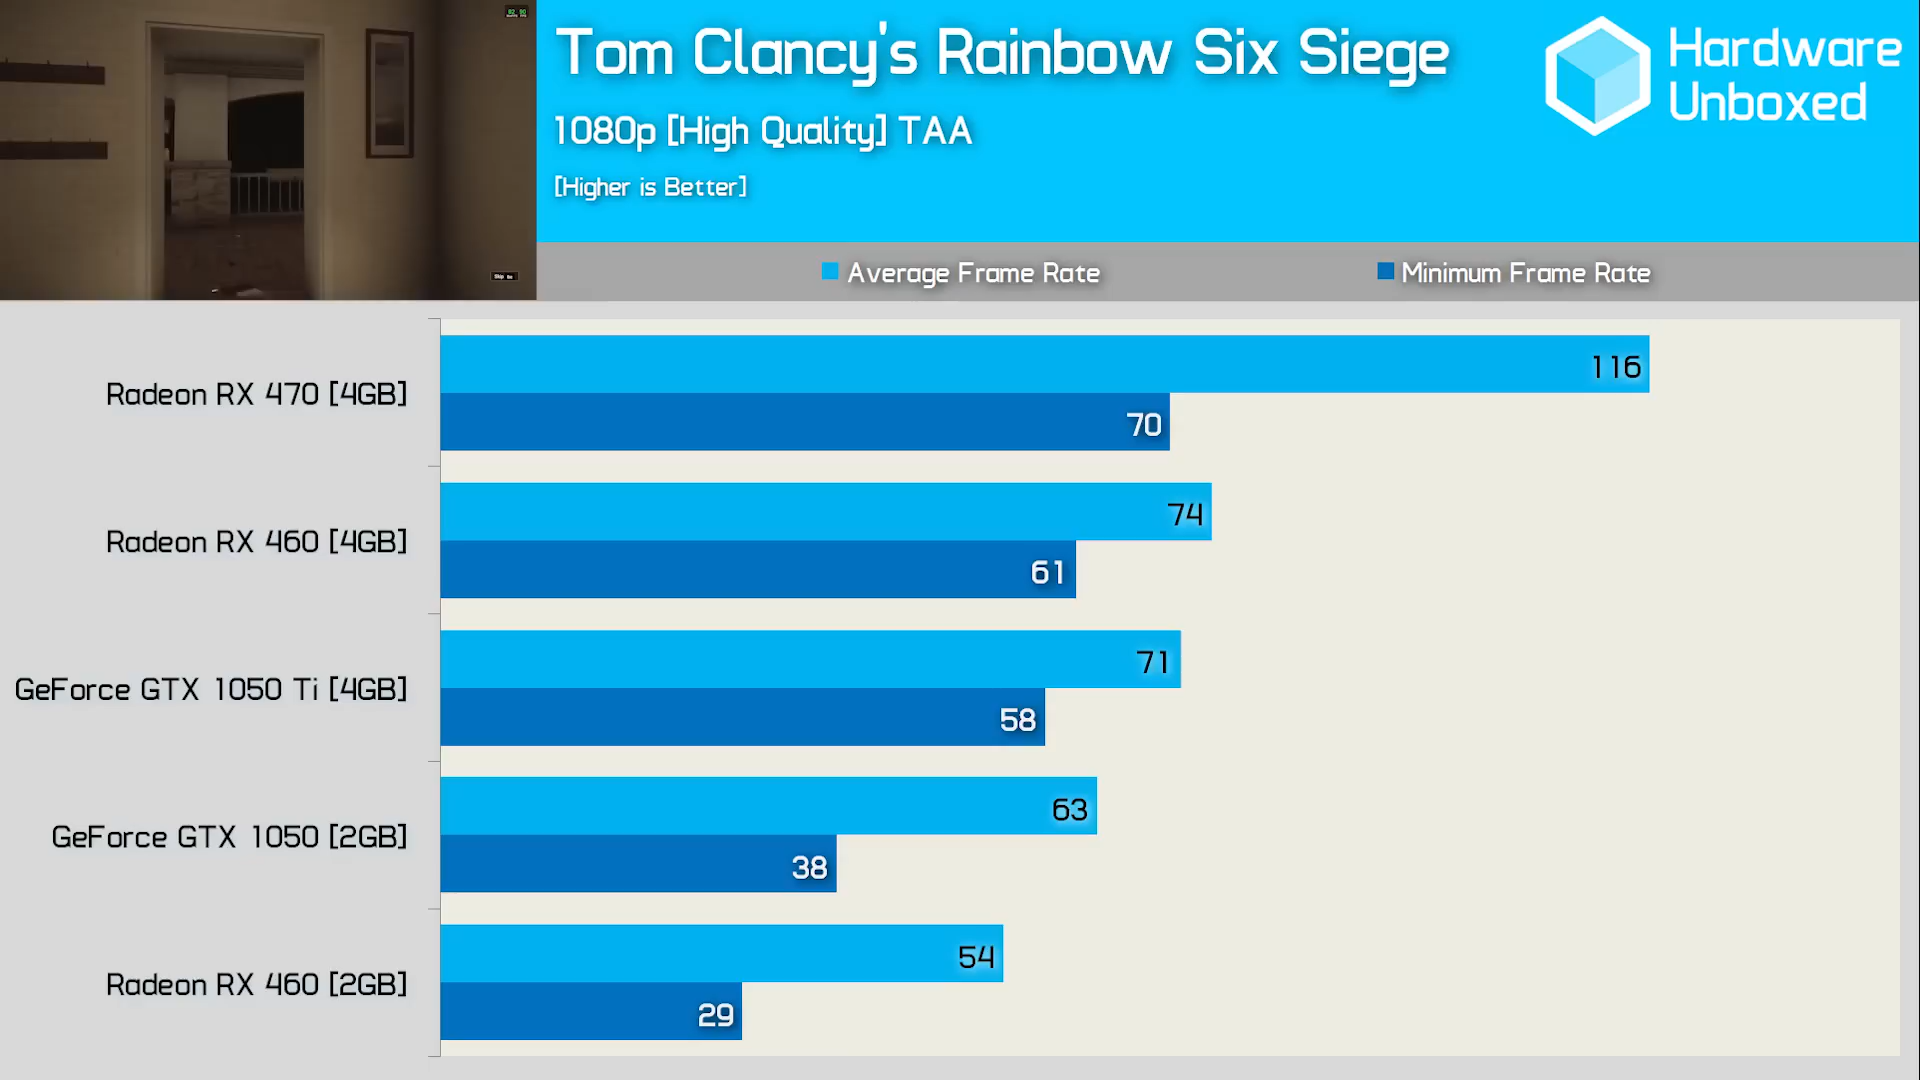 Tom Clancy's Rainbow Six Siege
1080p [High Quality] TAA
[Higher is Better]
Hardware
Unboxed
Average Frame Rate
Minimum Frame Rate
Radeon RX 470 [4GB]
116
70
Radeon RX 460 [4GB]
74
61
GeForce GTX 1050 Ti [4GB]
71
58
GeForce GTX 1050 [2GB]
63
38
Radeon RX 460 [2GB]
54
29